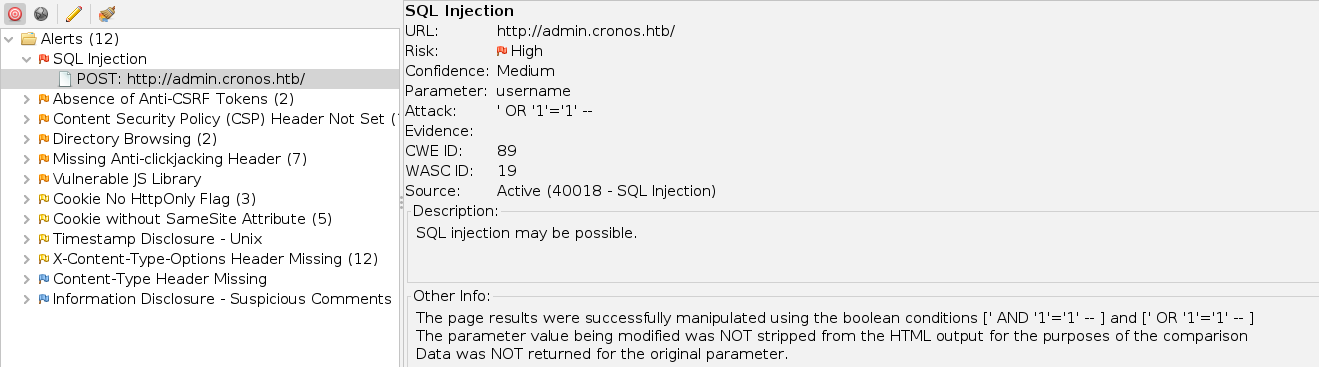 Alerts (12)
SQL Injection
POST: http://admin.cronos.htb/
Absence of Anti-CSRF Tokens (2)
Content Security Policy (CSP) Header Not Set (
Directory Browsing (2)
Missing Anti-clickjacking Header (7)
Vulnerable JS Library
Cookie No HttpOnly Flag (3)
Cookie without SameSite Attribute (5)
Timestamp Disclosure - Unix
X-Content-Type-Options Header Missing (12)
Content-Type Header Missing
Information Disclosure - Suspicious Comments
SQL Injection
URL: http://admin.cronos.htb/
Risk: High
Confidence: Medium
Parameter: username
Attack: ' OR '1'='1' --
Evidence:
CWE ID: 89
WASC ID: 19
Source: Active (40018 - SQL Injection)
Description:
SQL injection may be possible.
Other Info:
The page results were successfully manipulated using the boolean conditions [' AND '1'='1' -- ] and [' OR '1'='1' -- ]
The parameter value being modified was NOT stripped from the HTML output for the purposes of the comparison
Data was NOT returned for the original parameter.